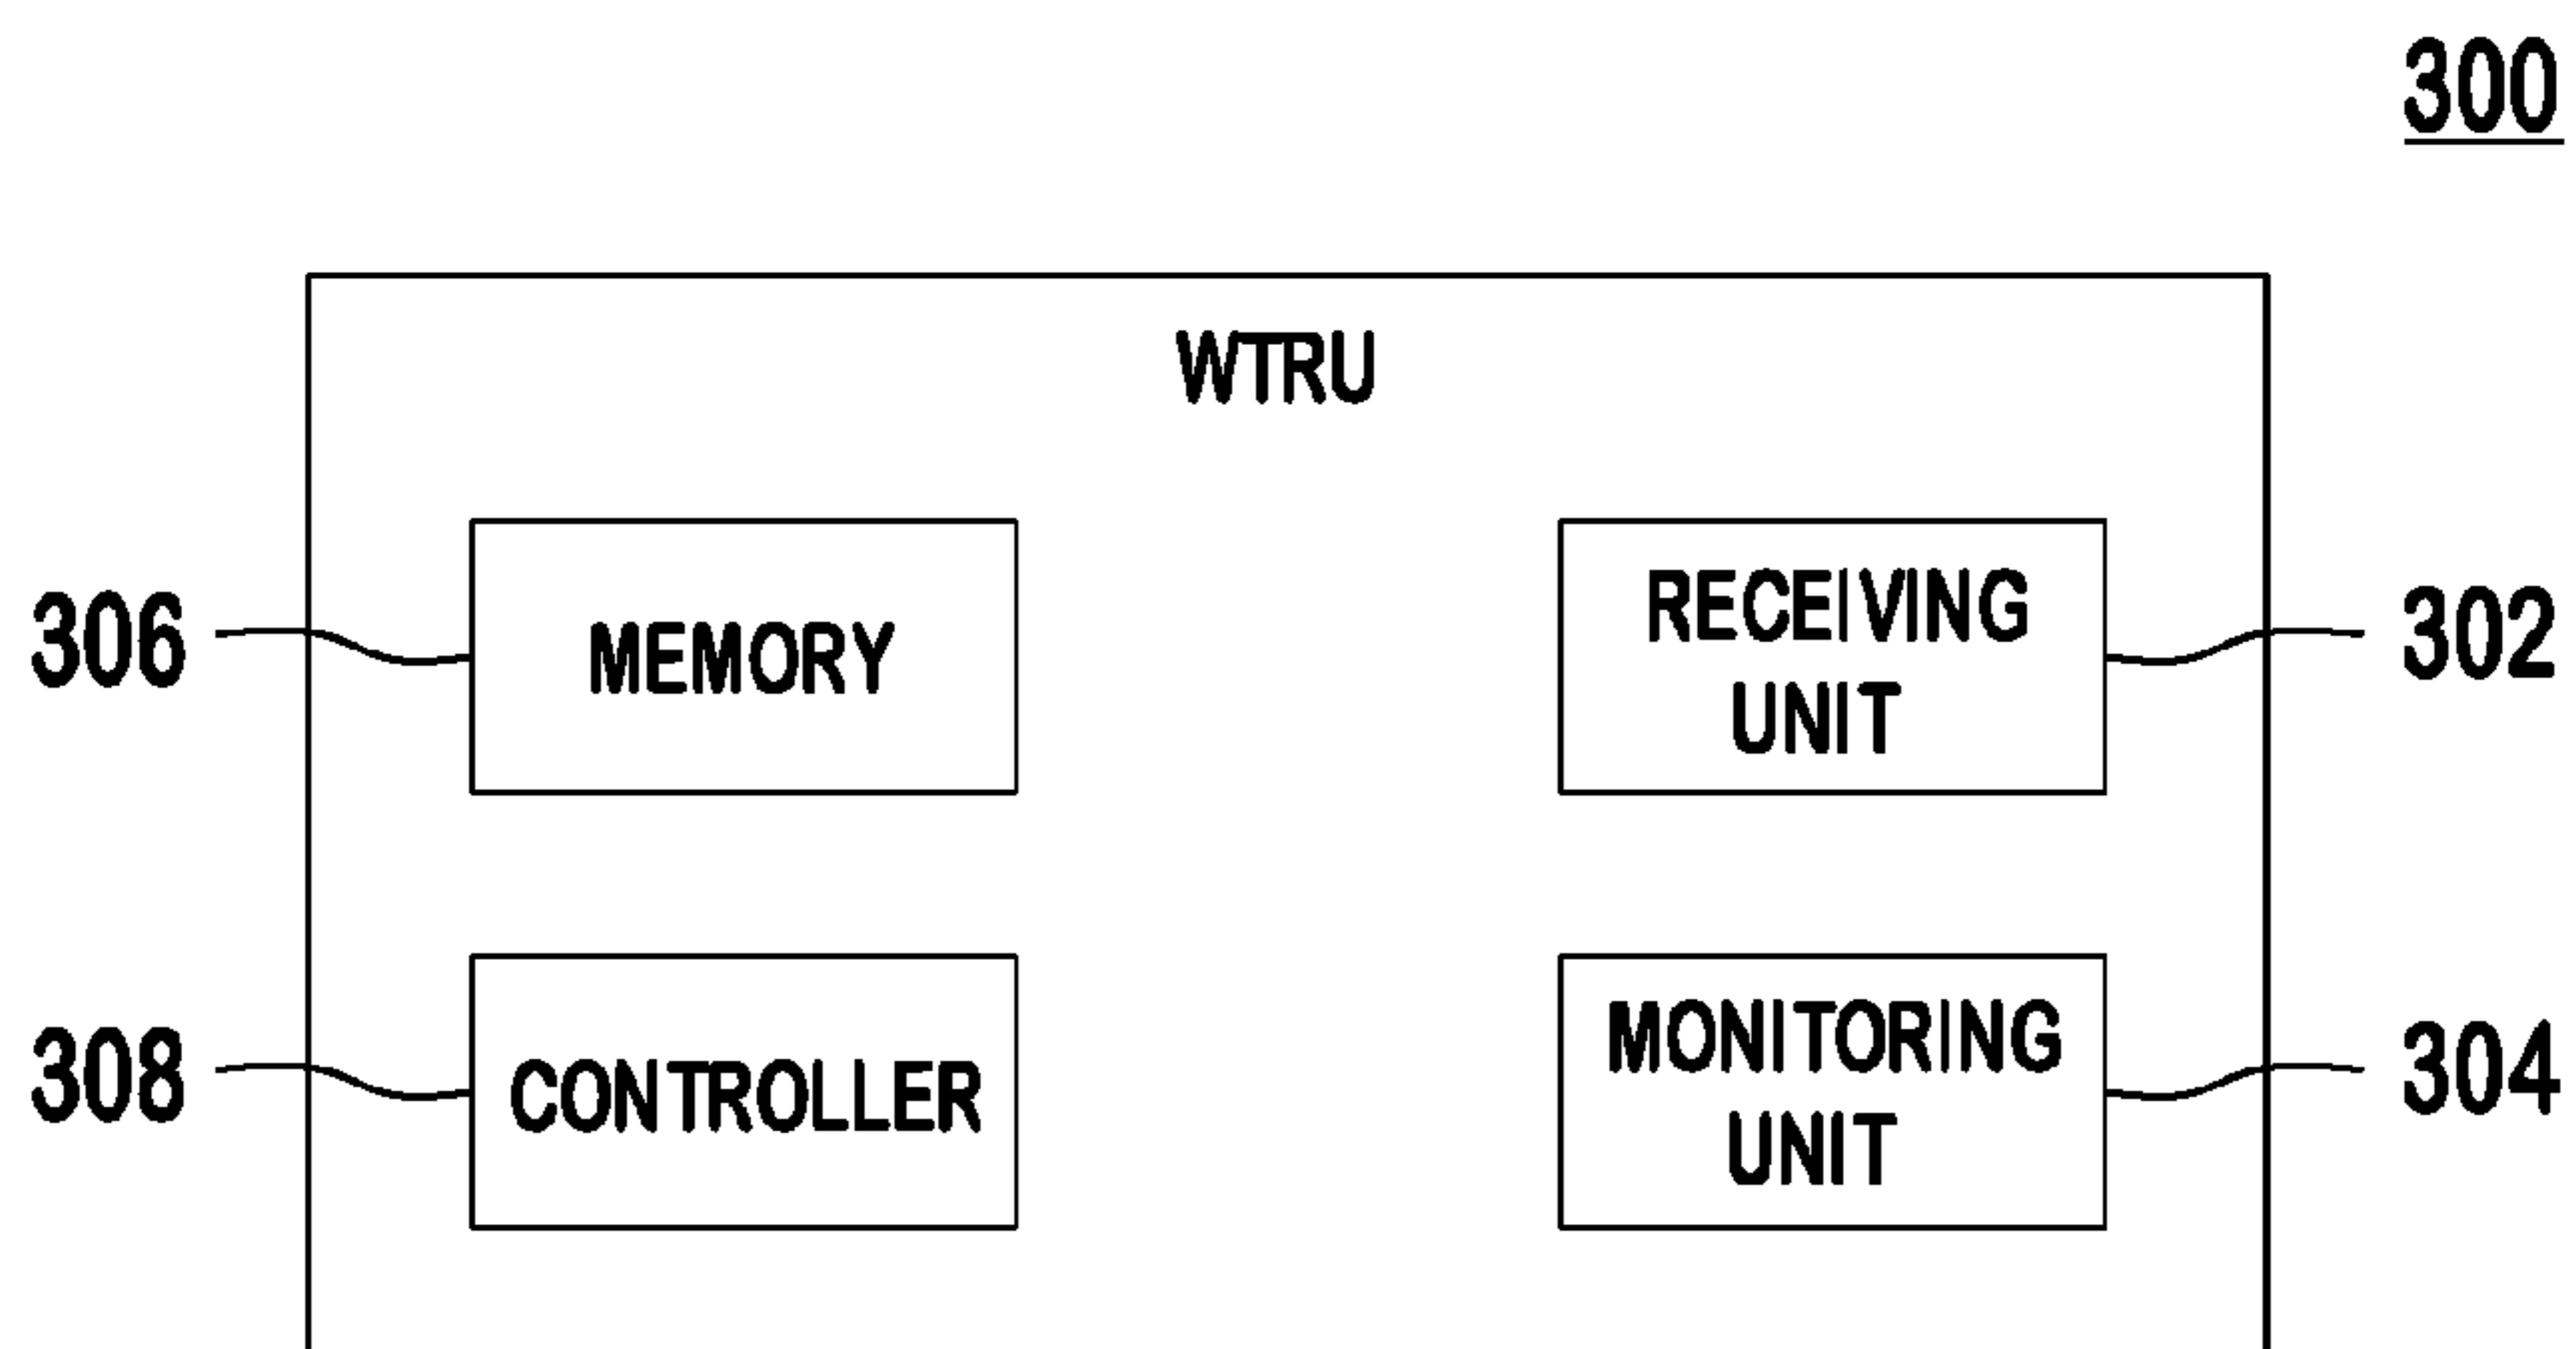 300
WTRU
306
MEMORY
RECEIVING
UNIT
302
308
CONTROLLER
MONITORING
UNIT
304